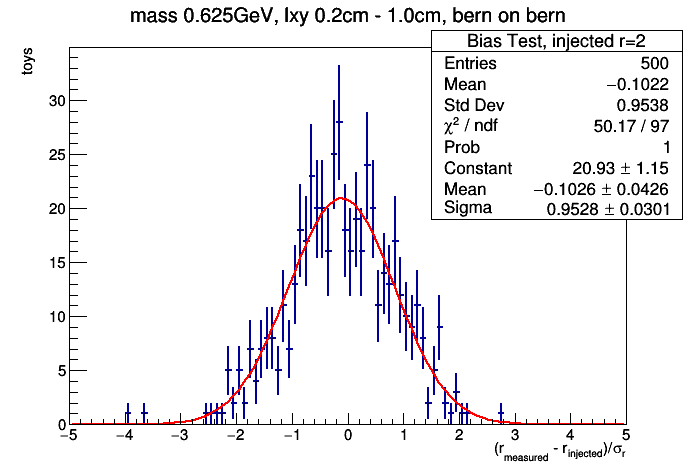 mass 0.625GeV, lxy 0.2cm - 1.0cm, bern on bern
toys
Bias Test, injected r=2
Entries 500
Mean −0.1022
Std Dev 0.9538
χ² / ndf 50.17 / 97
Prob 1
Constant 20.93 ± 1.15
Mean −0.1026 ± 0.0426
Sigma 0.9528 ± 0.0301
30
25
20
15
10
5
0
−5 −4 −3 −2 −1 0 1 2 3 4 5
(r_measured - r_injected)/σ_r